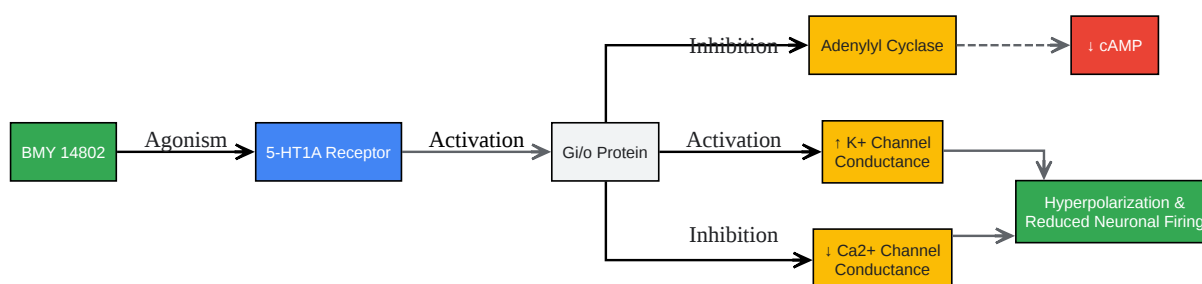 BMY 14802
Agonism
5-HT1A Receptor
Activation
Gi/o Protein
Inhibition
Adenylyl Cyclase
↓ cAMP
Activation
↑ K+ Channel
Conductance
Inhibition
↓ Ca2+ Channel
Conductance
Hyperpolarization &
Reduced Neuronal Firing